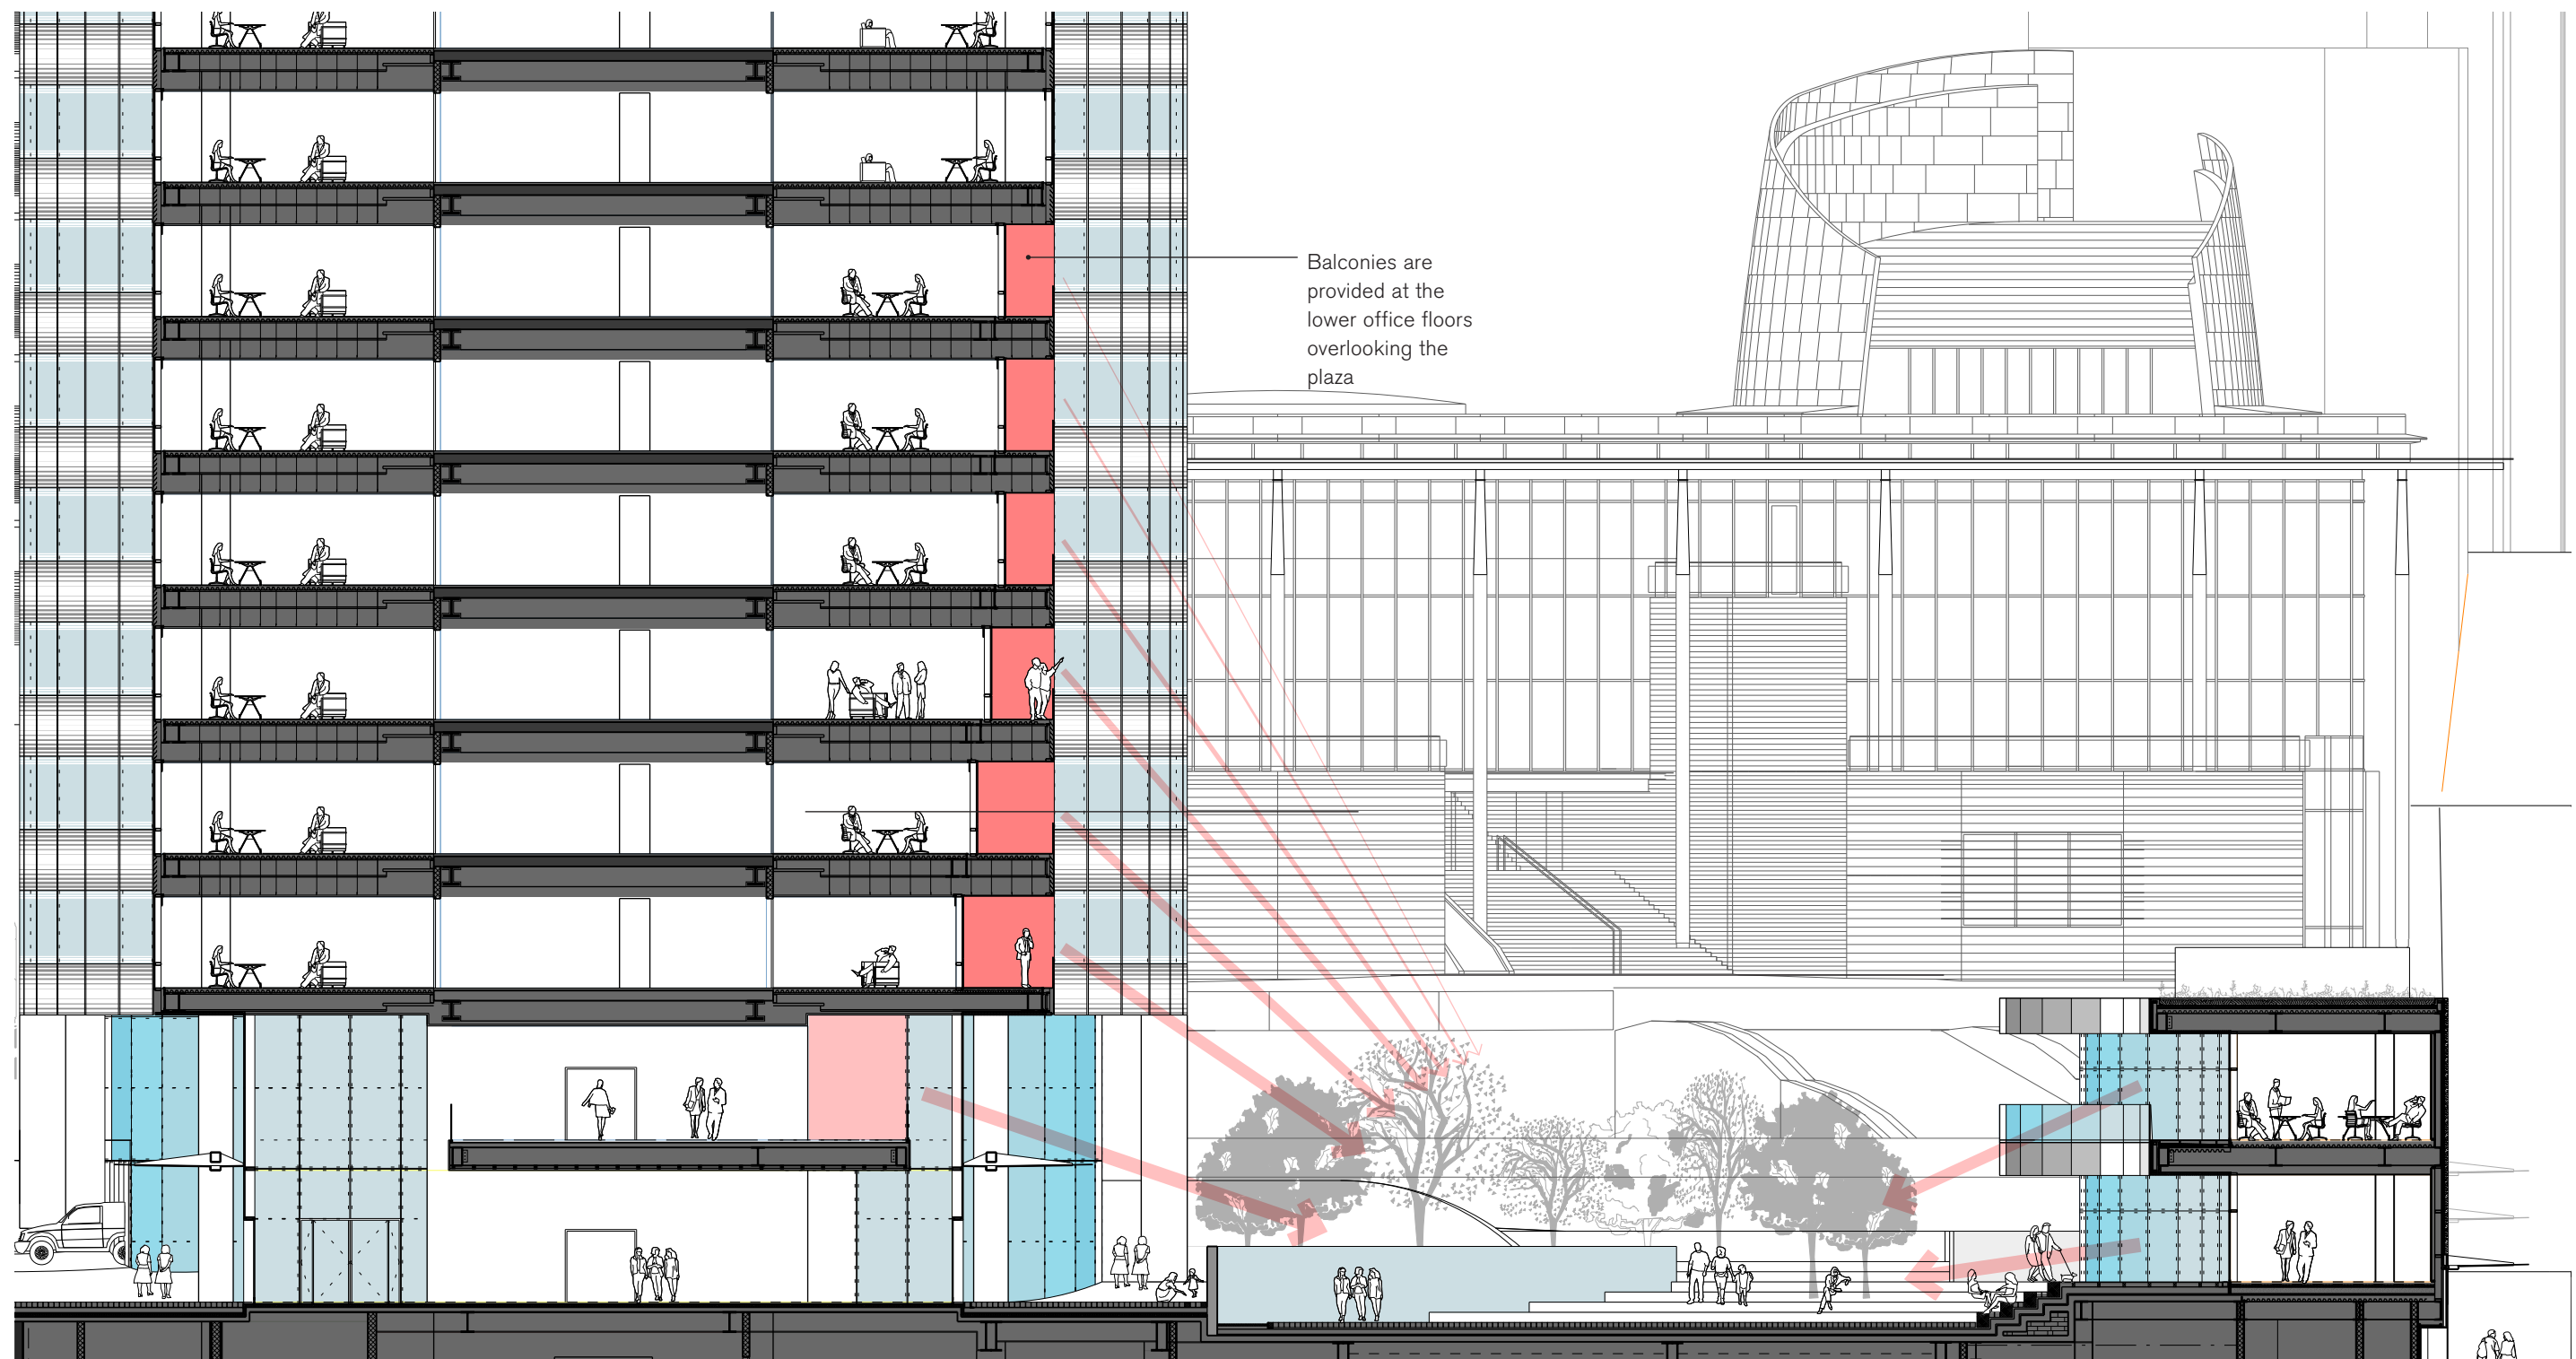 Balconies are
provided at the
lower office floors
overlooking the
plaza